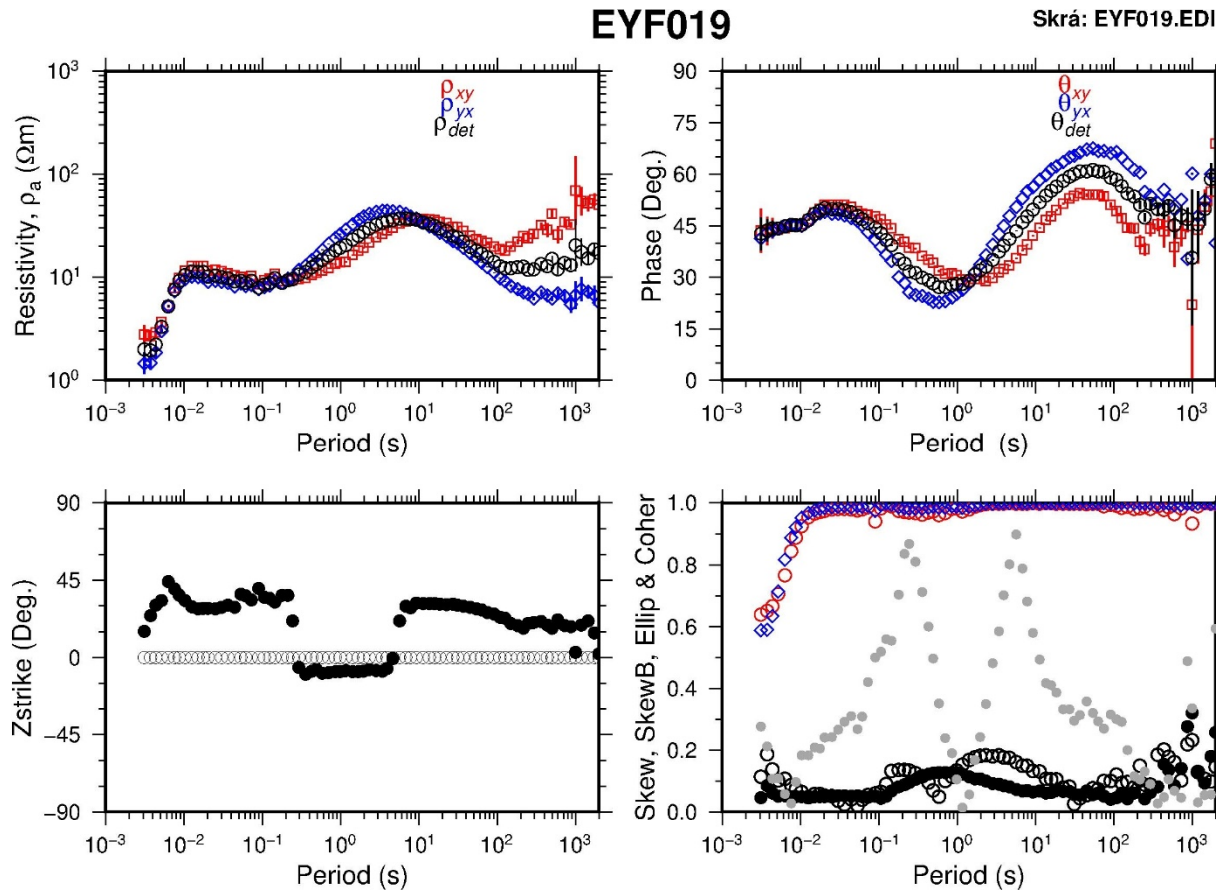 EYF019
Skrá: EYF019.EDI
Resistivity, ρa (Ωm)
10³
10²
10¹
10⁰
ρxy
ρyx
ρdet
10⁻³ 10⁻² 10⁻¹ 10⁰ 10¹ 10² 10³
Period (s)
Phase (Deg.)
90
75
60
45
30
15
0
θxy
θyx
θdet
10⁻³ 10⁻² 10⁻¹ 10⁰ 10¹ 10² 10³
Period (s)
Zstrike (Deg.)
90
45
0
−45
−90
10⁻³ 10⁻² 10⁻¹ 10⁰ 10¹ 10² 10³
Period (s)
Skew, SkewB, Ellip & Coher
1.0
0.8
0.6
0.4
0.2
0.0
10⁻³ 10⁻² 10⁻¹ 10⁰ 10¹ 10² 10³
Period (s)